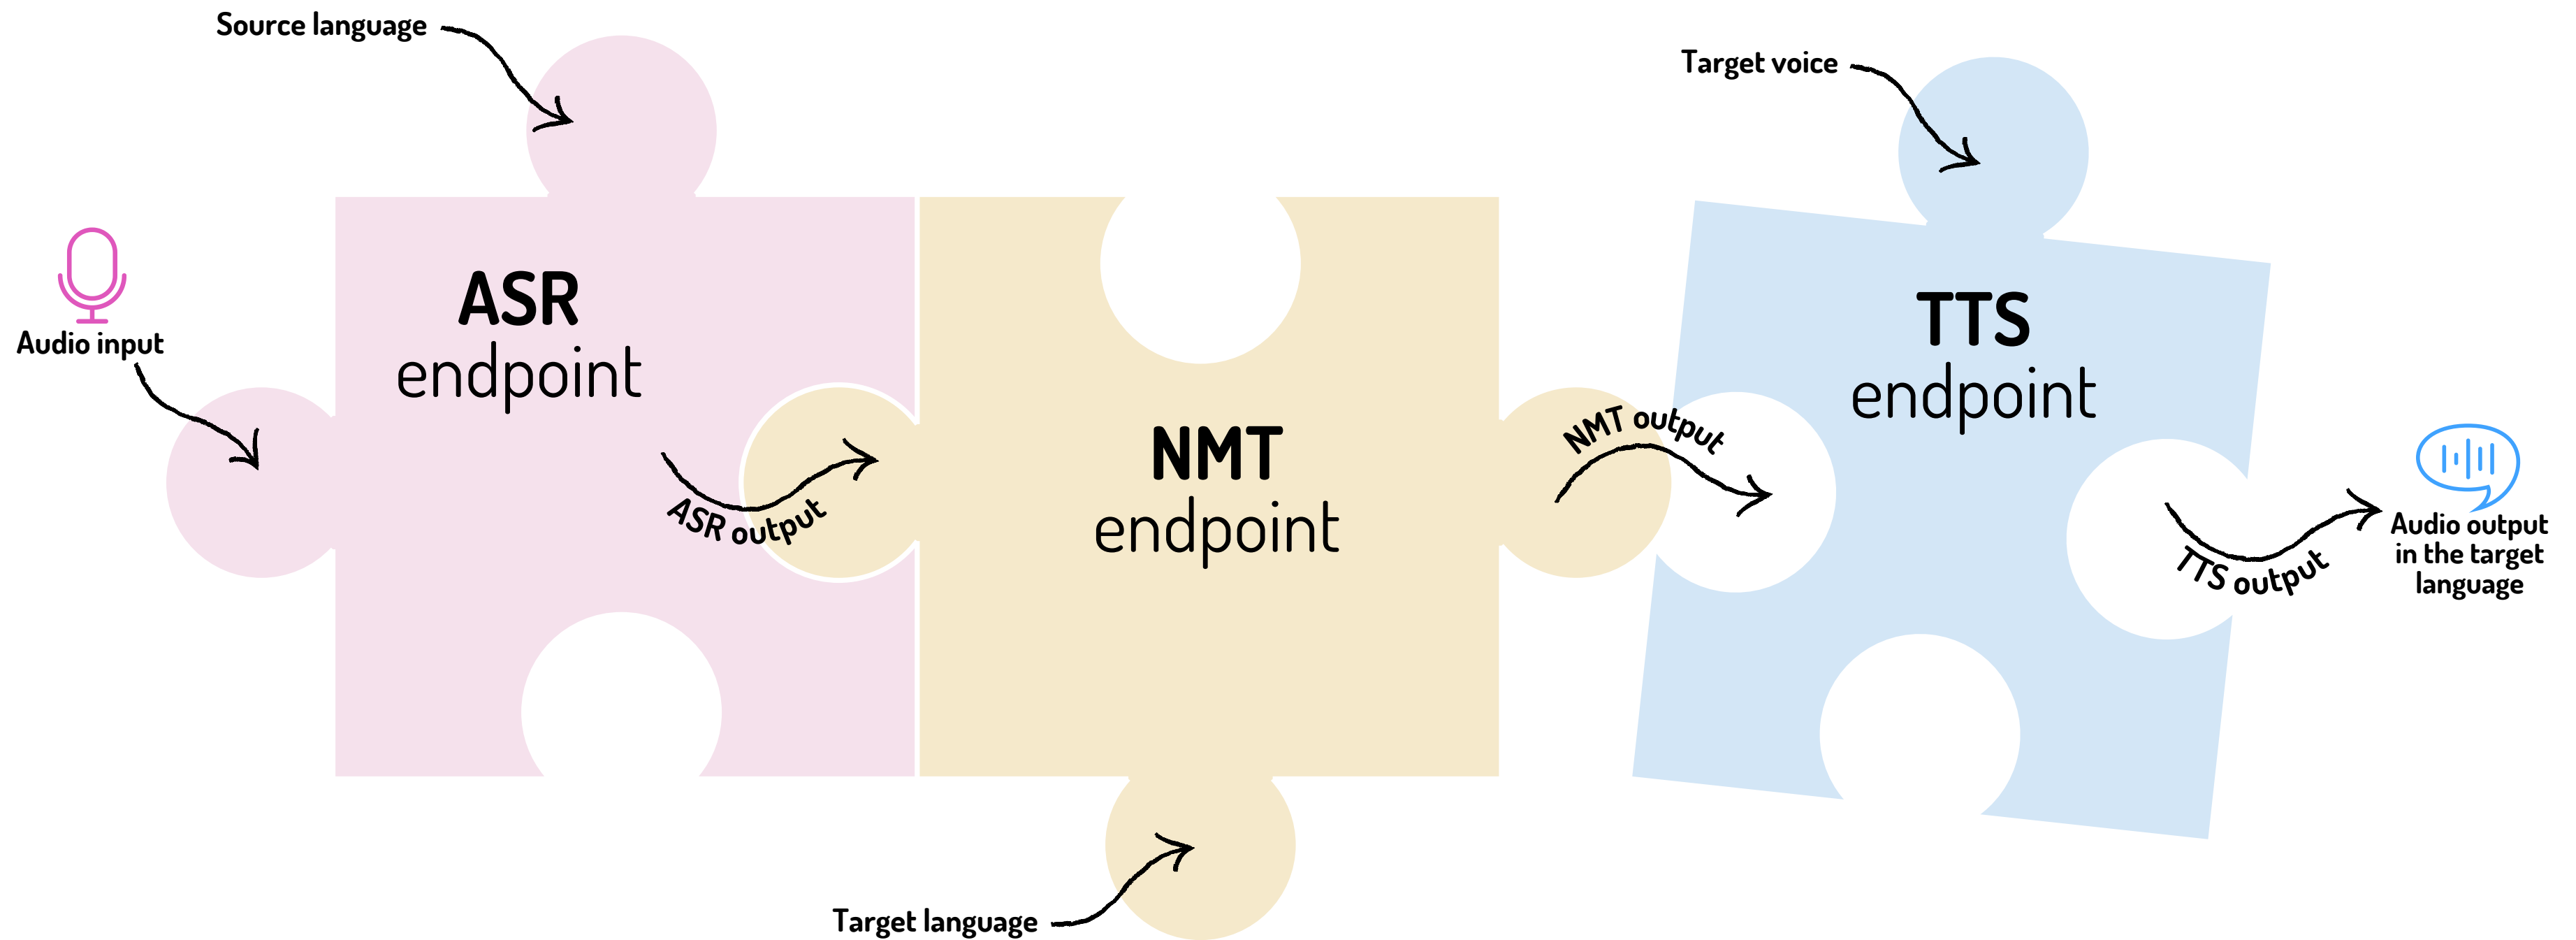 Source language
Target voice
Audio input
ASR
endpoint
ASR output
NMT
endpoint
NMT output
TTS
endpoint
TTS output
Audio output
in the target
language
Target language